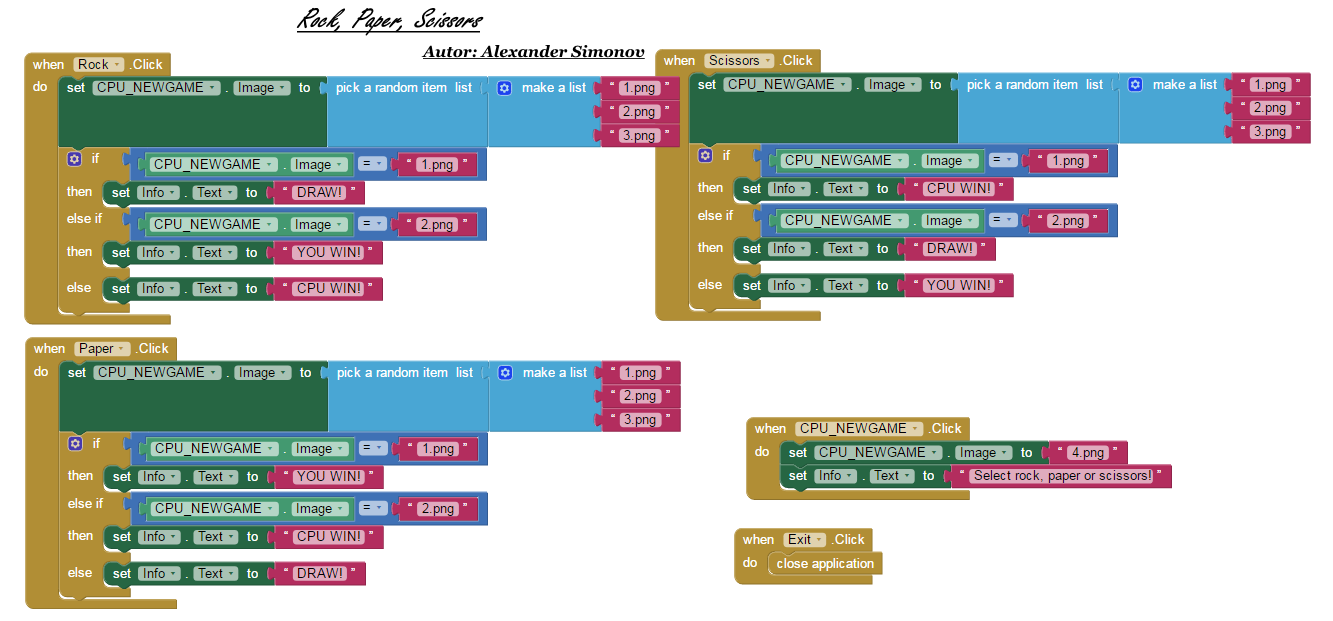 Rock, Paper, Scissors
Autor: Alexander Simonov
when Rock .Click
do set CPU_NEWGAME . Image to pick a random item list make a list " 1.png "
" 2.png "
" 3.png "
if CPU_NEWGAME . Image = " 1.png "
then set Info . Text to " DRAW! "
else if CPU_NEWGAME . Image = " 2.png "
then set Info . Text to " YOU WIN! "
else set Info . Text to " CPU WIN! "
when Scissors .Click
do set CPU_NEWGAME . Image to pick a random item list make a list " 1.png "
" 2.png "
" 3.png "
if CPU_NEWGAME . Image = " 1.png "
then set Info . Text to " CPU WIN! "
else if CPU_NEWGAME . Image = " 2.png "
then set Info . Text to " DRAW! "
else set Info . Text to " YOU WIN! "
when Paper .Click
do set CPU_NEWGAME . Image to pick a random item list make a list " 1.png "
" 2.png "
" 3.png "
if CPU_NEWGAME . Image = " 1.png "
then set Info . Text to " YOU WIN! "
else if CPU_NEWGAME . Image = " 2.png "
then set Info . Text to " CPU WIN! "
else set Info . Text to " DRAW! "
when CPU_NEWGAME .Click
do set CPU_NEWGAME . Image to " 4.png "
set Info . Text to " Select rock, paper or scissors! "
when Exit .Click
do close application